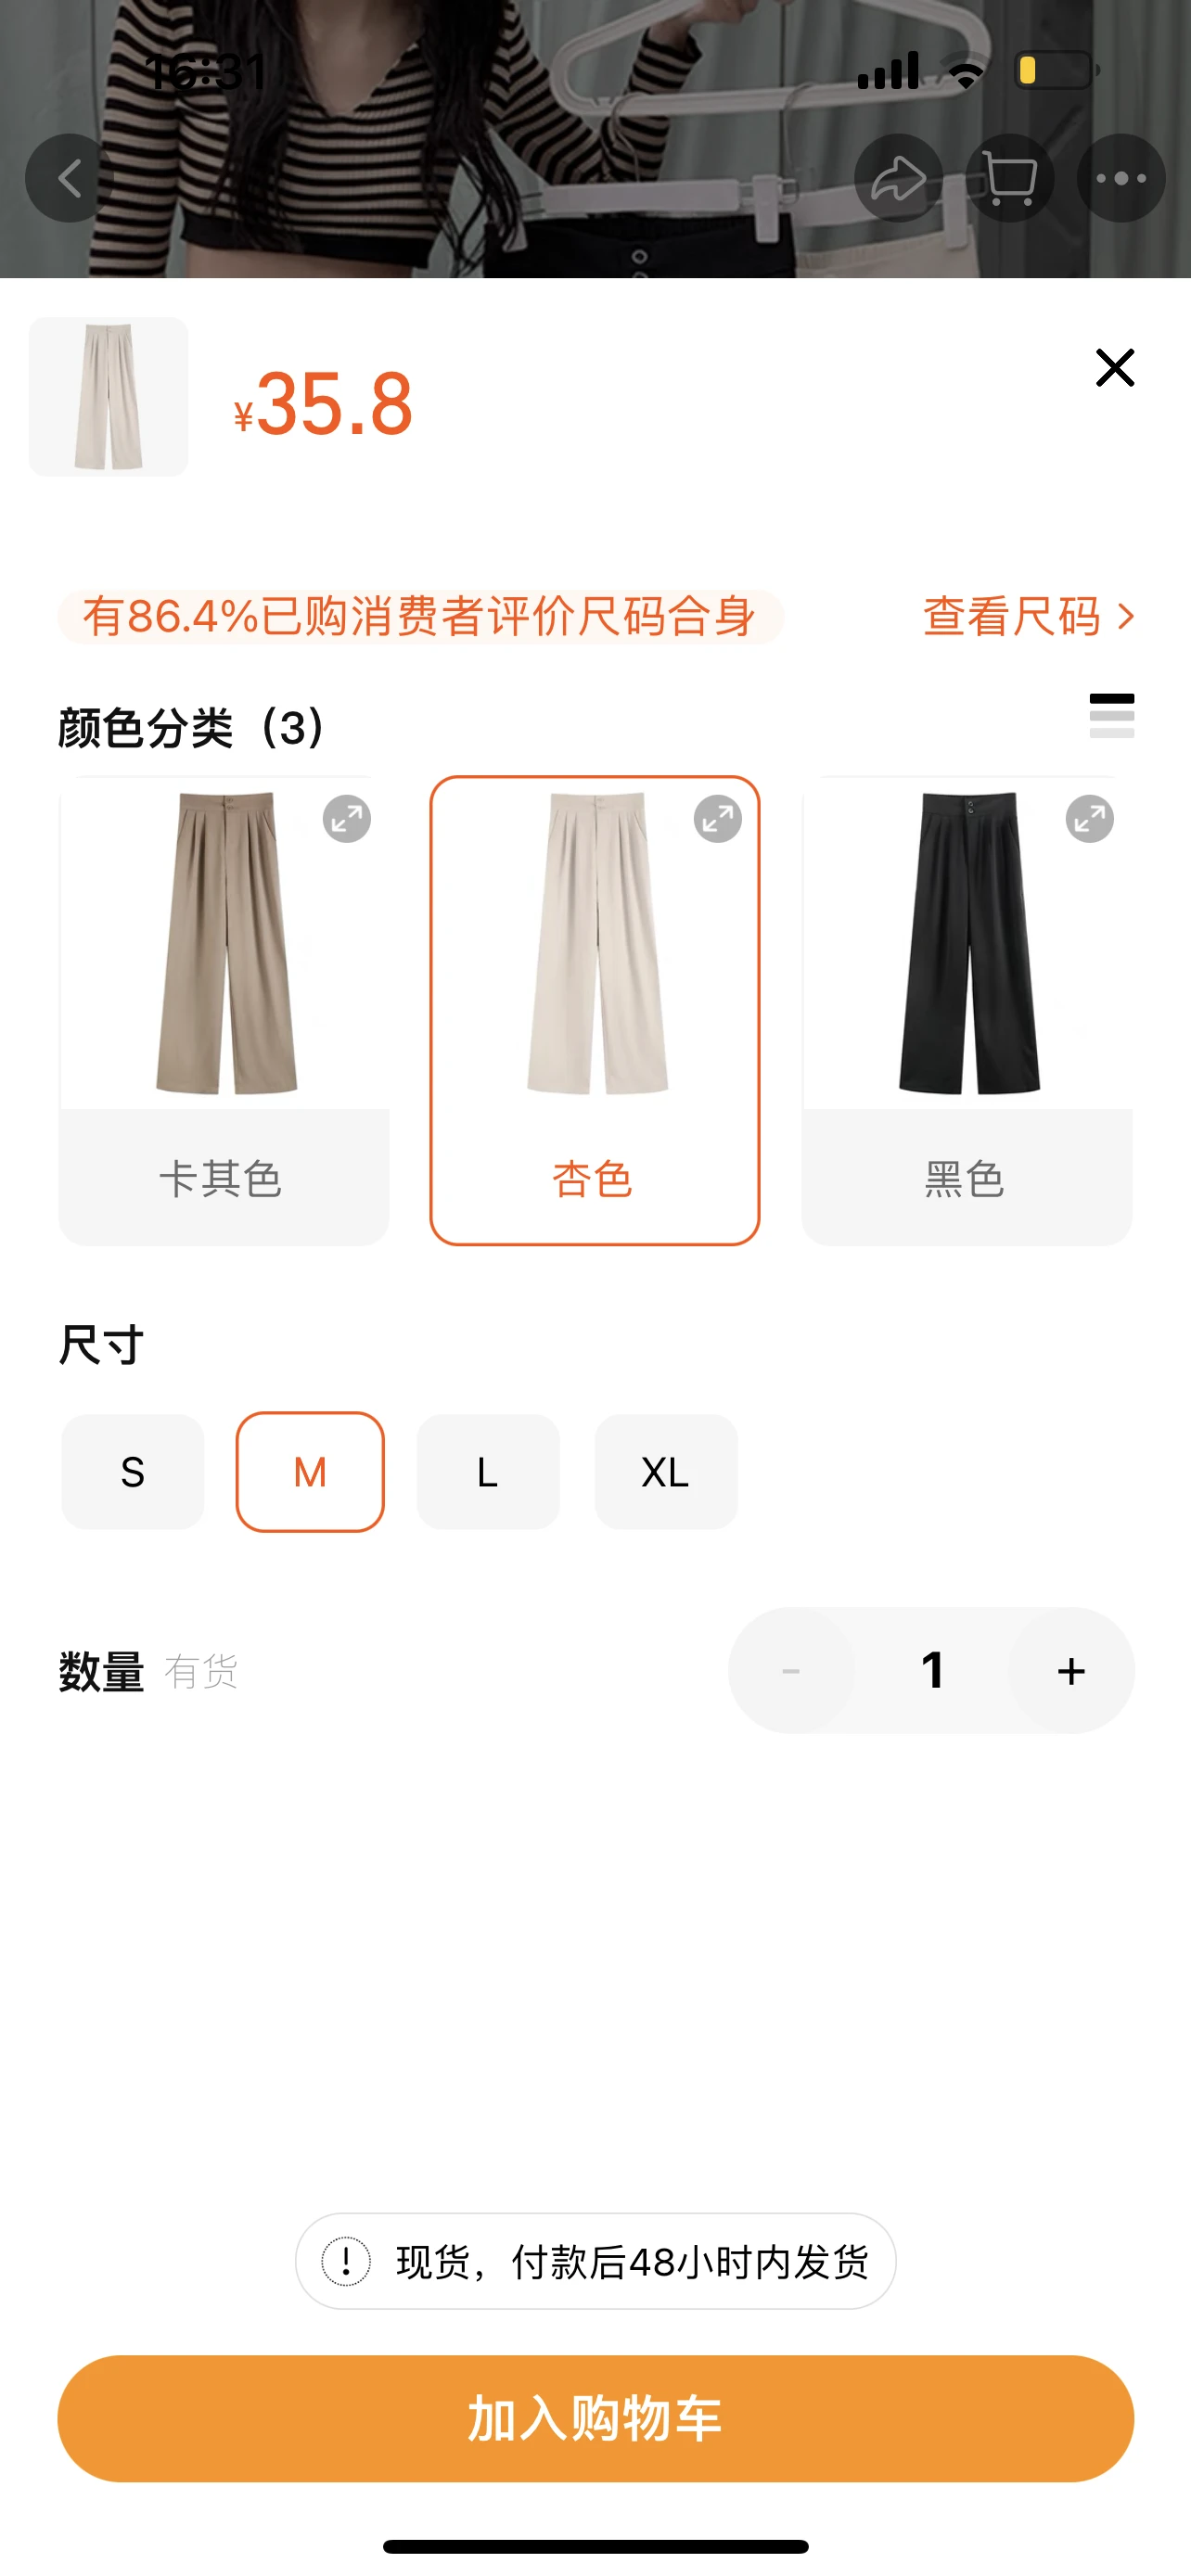 16:31
¥35.8
有86.4%已购消费者评价尺码合身
查看尺码
颜色分类（3）
卡其色
杏色
黑色
尺寸
S
M
L
XL
数量 有货
- 1 +
现货，付款后48小时内发货
加入购物车